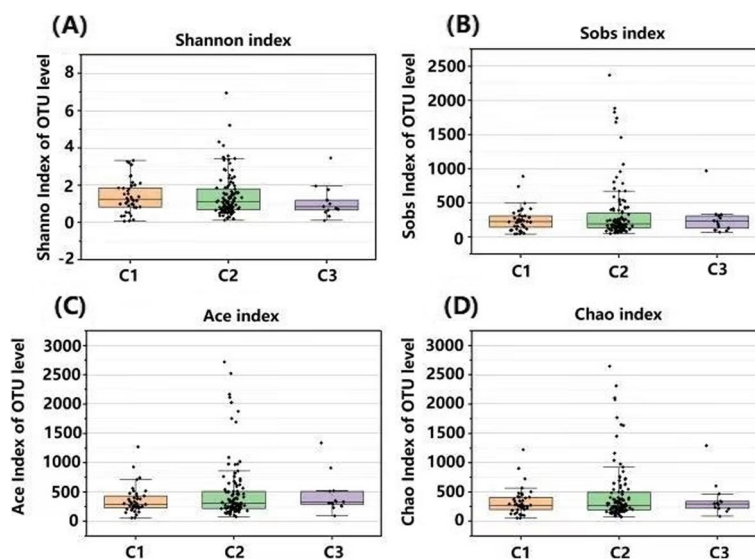 (A)
Shannon index
Shanno Index of OTU level
8
6
4
2
0
-2
C1 C2 C3
(B)
Sobs index
Sobs Index of OTU level
2500
2000
1500
1000
500
0
C1 C2 C3
(C)
Ace index
Ace Index of OTU level
3000
2500
2000
1500
1000
500
0
C1 C2 C3
(D)
Chao index
Chao Index of OTU level
3000
2500
2000
1500
1000
500
0
C1 C2 C3